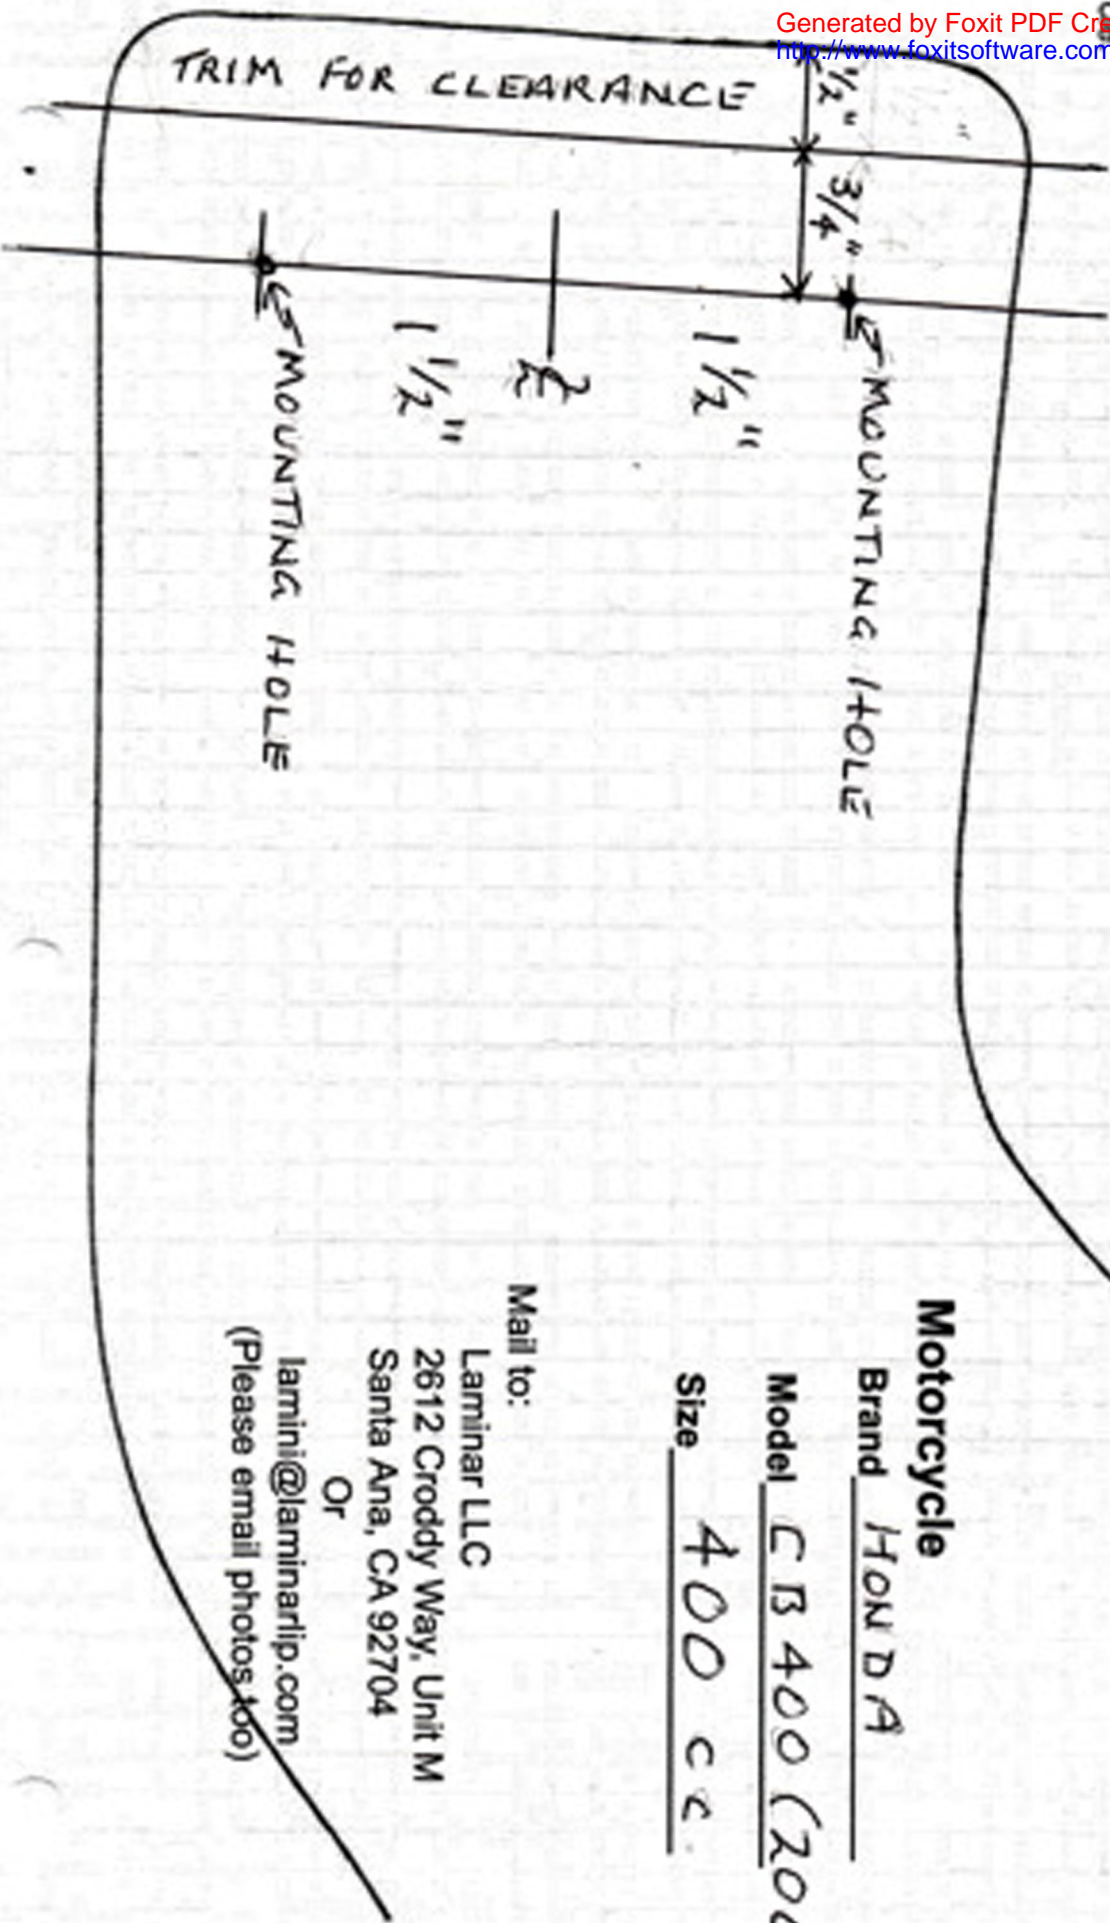 Generated by Foxit PDF Cre
http://www.foxitsoftware.com
TRIM FOR CLEARANCE
1/2"
3/4"
MOUNTING HOLE
1 1/2"
1 1/2"
MOUNTING HOLE
Motorcycle
Brand HONDA
Model CB400 (200
Size 400 cc.
Mail to:
Laminar LLC
2612 Croddy Way, Unit M
Santa Ana, CA 92704
Or
lamini@laminarlip.com
(Please email photos too)